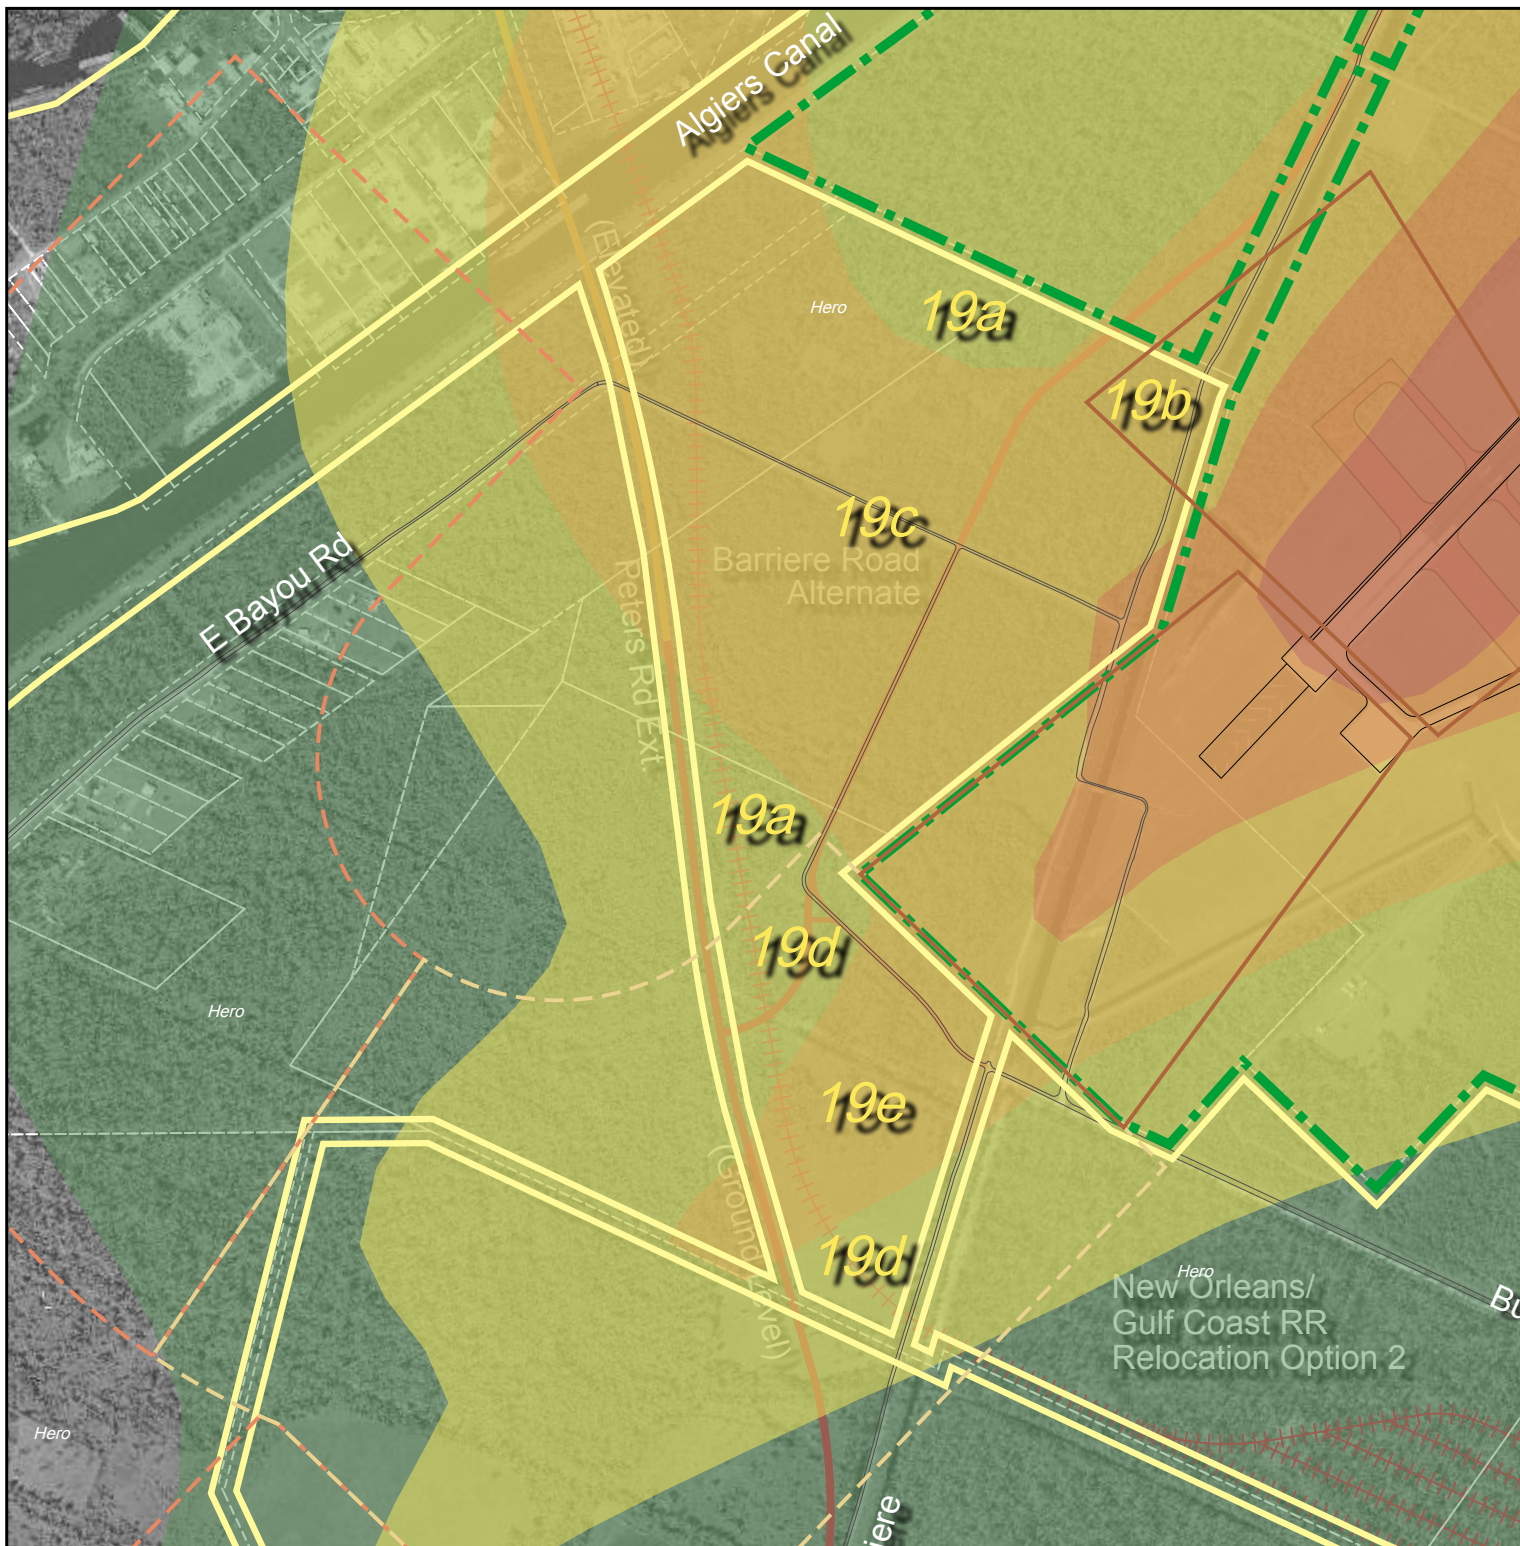 Algiers Canal
(Elevated)
Hero
19a
19b
19c
Barriere Road
Alternate
E Bayou Rd
Peters Rd Ext.
19a
19d
Hero
19e
(Ground Level)
19d
Hero
New Orleans/
Gulf Coast RR
Relocation Option 2
Hero